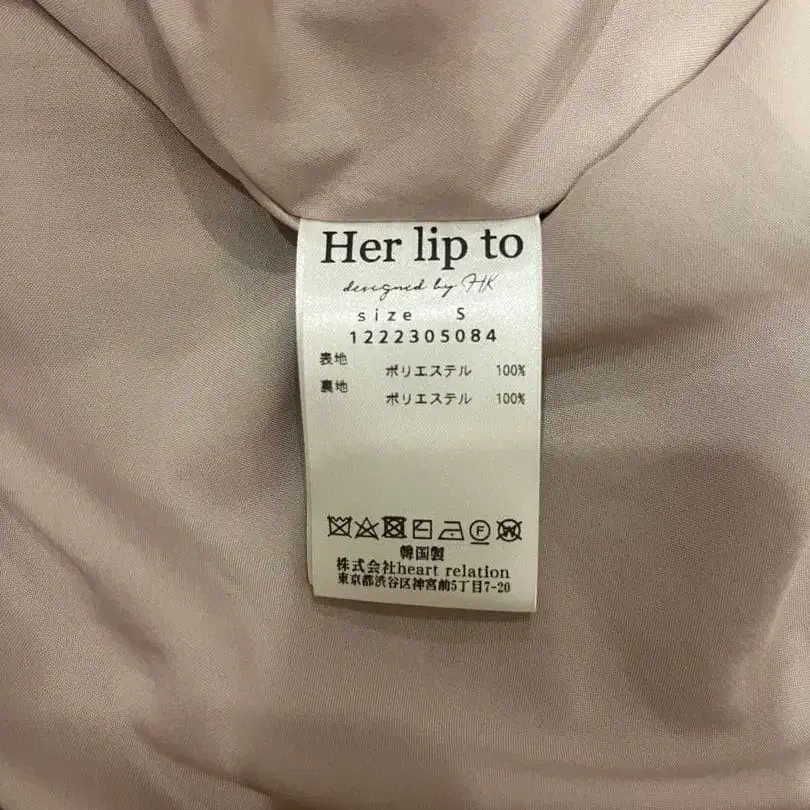 Her lip to
designed by HK
size S
1222305084
表地
ポリエステル 100%
裏地
ポリエステル 100%
韓国製
株式会社heart relation
東京都渋谷区神宮前5丁目7-20